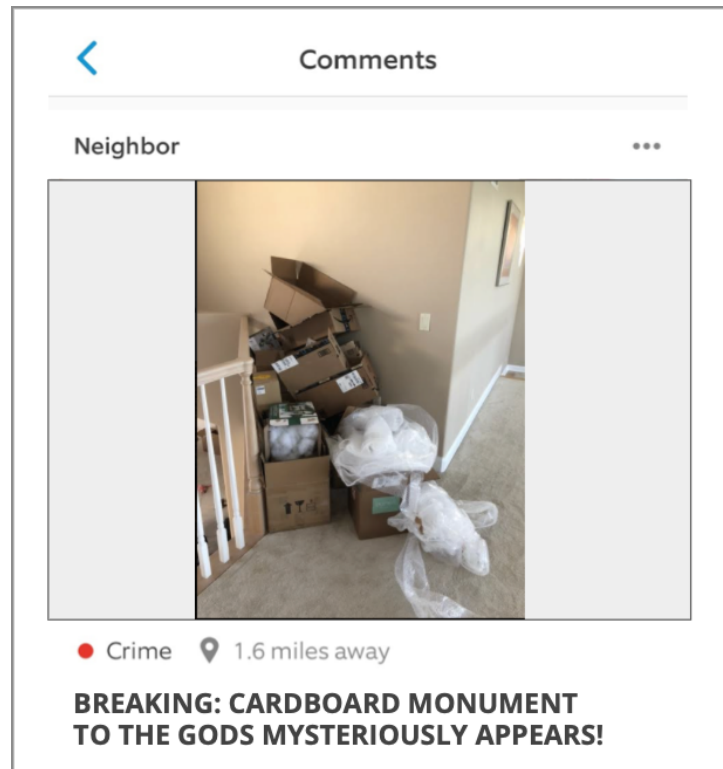 Comments
Neighbor
Crime 1.6 miles away
BREAKING: CARDBOARD MONUMENT
TO THE GODS MYSTERIOUSLY APPEARS!